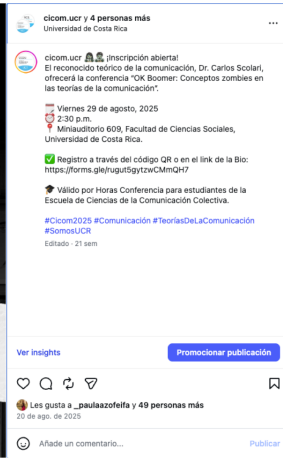 cicom.ucr y 4 personas más
Universidad de Costa Rica
cicom.ucr 🧟‍♀️🧟‍♂️ ¡Inscripción abierta!
El reconocido teórico de la comunicación, Dr. Carlos Scolari,
ofrecerá la conferencia "OK Boomer: Conceptos zombies en
las teorías de la comunicación".
🗓️ Viernes 29 de agosto, 2025
⏰ 2:30 p.m.
📍 Miniauditorio 609, Facultad de Ciencias Sociales,
Universidad de Costa Rica.
✅ Registro a través del código QR o en el link de la Bio:
https://forms.gle/rugut5gytzwCMmQH7
🎓 Válido por Horas Conferencia para estudiantes de la
Escuela de Ciencias de la Comunicación Colectiva.
#Cicom2025 #Comunicación #TeoríasDeLaComunicación
#SomosUCR
Editado · 21 sem
Ver insights
Promocionar publicación
Les gusta a _paulaazofeifa y 49 personas más
20 de ago. de 2025
Añade un comentario...
Publicar